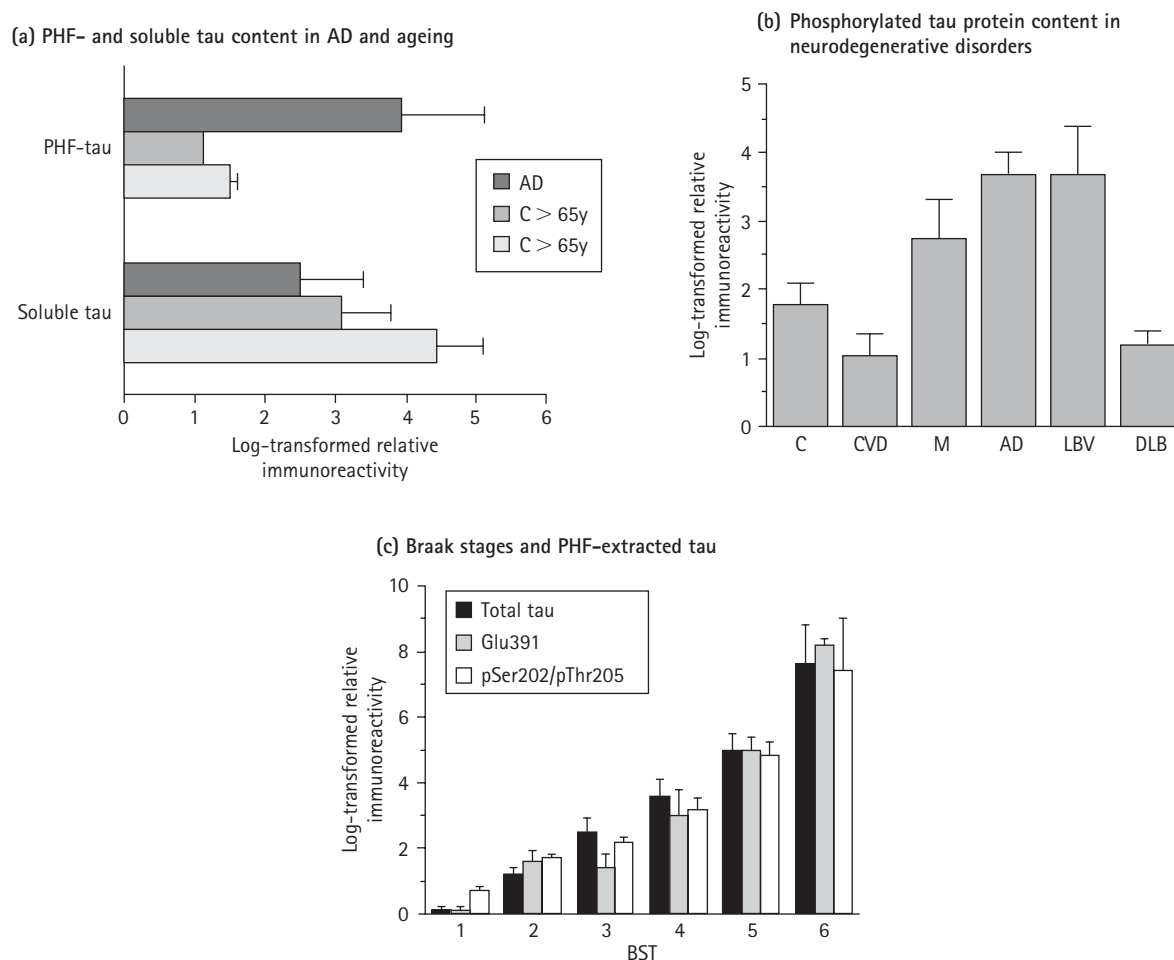 (a) PHF- and soluble tau content in AD and ageing
PHF-tau
Soluble tau
AD
C > 65y
C > 65y
0 1 2 3 4 5 6
Log-transformed relative
immunoreactivity
(b) Phosphorylated tau protein content in
neurodegenerative disorders
Log-transformed relative
immunoreactivity
5
4
3
2
1
0
C CVD M AD LBV DLB
(c) Braak stages and PHF-extracted tau
Log-transformed relative
immunoreactivity
10
8
6
4
2
0
Total tau
Glu391
pSer202/pThr205
1 2 3 4 5 6
BST